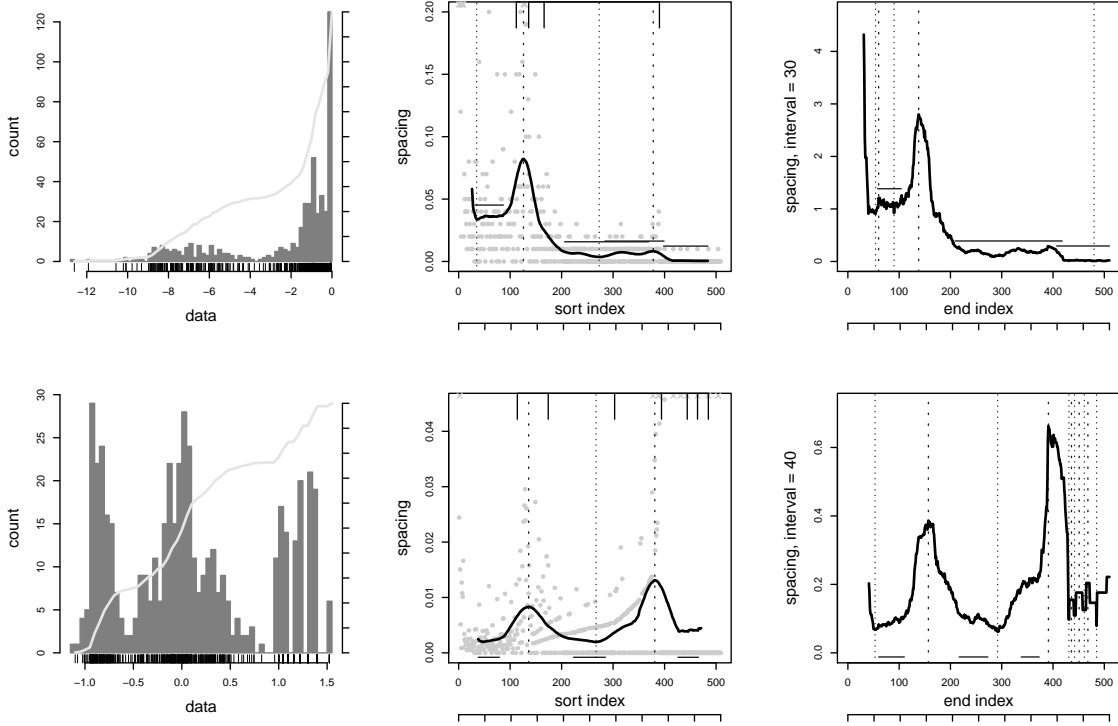 count
0 20 40 60 80 100 120
−12 −10 −8 −6 −4 −2 0
data
spacing
0.00 0.05 0.10 0.15 0.20
0 100 200 300 400 500
sort index
spacing, interval = 30
0 1 2 3 4
0 100 200 300 400 500
end index
count
0 5 10 15 20 25 30
−1.0 −0.5 0.0 0.5 1.0 1.5
data
spacing
0.00 0.01 0.02 0.03 0.04
0 100 200 300 400 500
sort index
spacing, interval = 40
0.0 0.2 0.4 0.6
0 100 200 300 400 500
end index